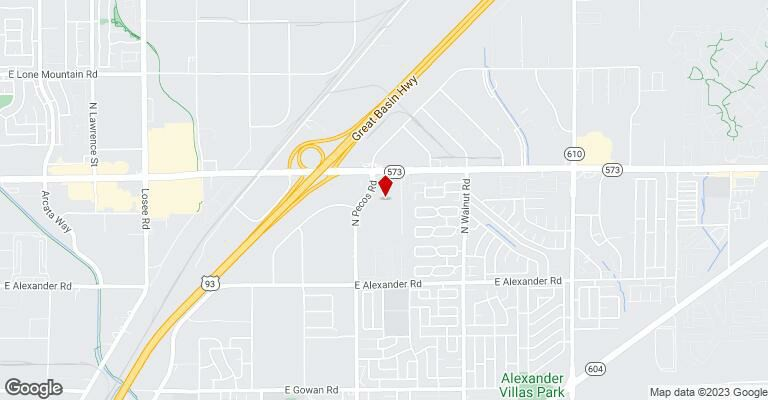 E Lone Mountain Rd
N Lawrence St
Great Basin Hwy
610
573
573
Losee Rd
Arcata Way
N Pecos Rd
N Walnut Rd
93
E Alexander Rd
E Alexander Rd
E Alexander Rd
604
Alexander
Villas Park
E Gowan Rd
Google
Map data ©2023 Google